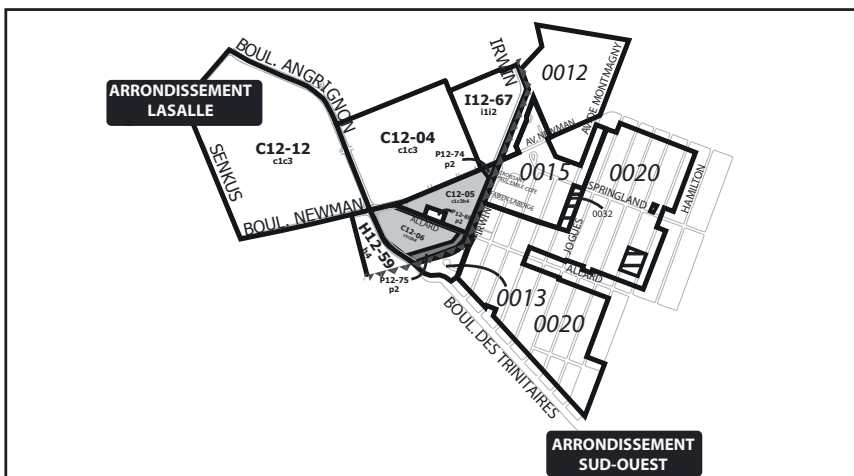 BOUL. ANGRIGNON
IRWIN
0012
AV. DE MONTMAGNY
ARRONDISSEMENT
LASALLE
I12-67
i1i2
C12-04
c1c3
AV. NEWMAN
SENKUS
C12-12
c1c3
P12-74
p2
0015
0020
HAMILTON
SPRINGLAND
C12-05
c1c3h4
0032
BOUL. NEWMAN
ALLARD
p2
IRWIN
JOGUES
C12-06
H12-59
h4
P12-75
p2
ALLARD
0013
0020
BOUL. DES TRINITAIRES
ARRONDISSEMENT
SUD-OUEST